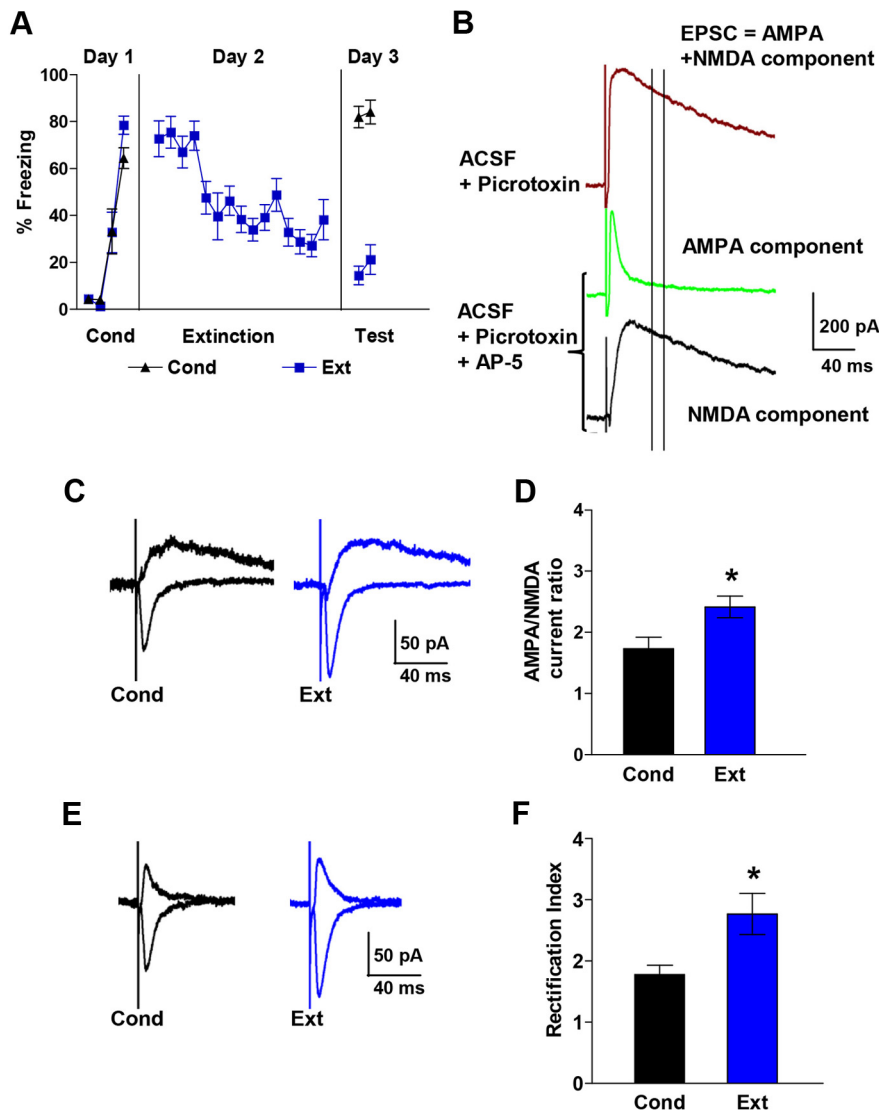 A
Day 1
Day 2
Day 3
100
80
60
40
20
0
% Freezing
Cond
Extinction
Test
Cond
Ext
B
EPSC = AMPA
+NMDA component
ACSF
+ Picrotoxin
AMPA component
ACSF
+ Picrotoxin
+ AP-5
200 pA
40 ms
NMDA component
C
50 pA
40 ms
Cond
Ext
D
4
3
2
1
0
AMPA/NMDA
current ratio
*
Cond
Ext
E
50 pA
40 ms
Cond
Ext
F
4
3
2
1
0
Rectification Index
*
Cond
Ext